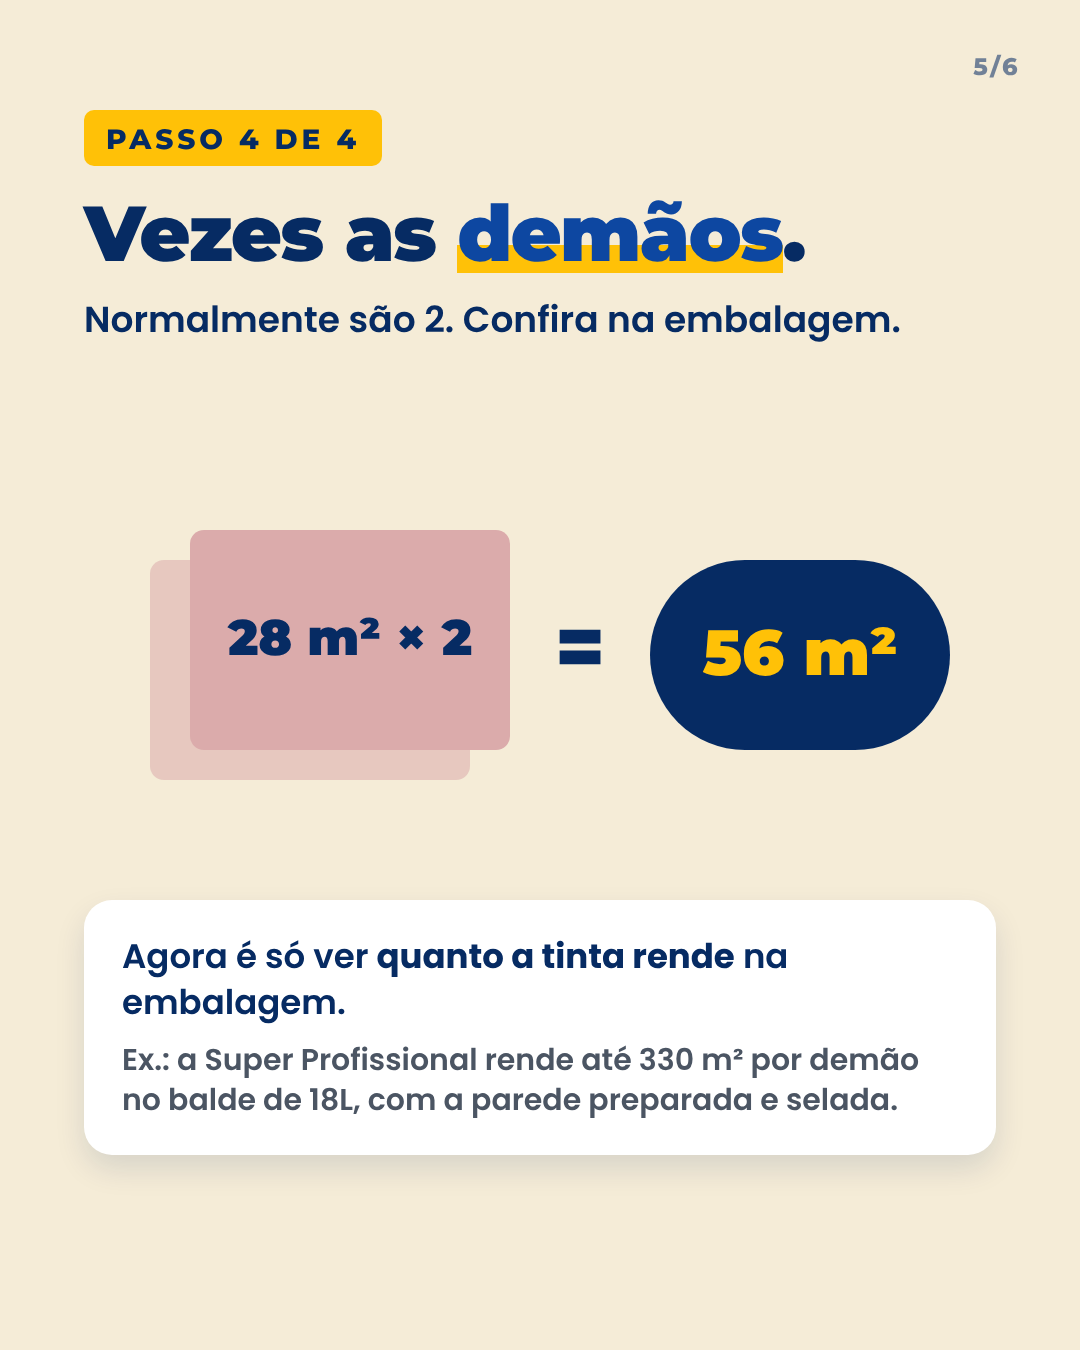 5/6
PASSO 4 DE 4
Vezes as demãos.
Normalmente são 2. Confira na embalagem.
28 m² × 2
=
56 m²
Agora é só ver quanto a tinta rende na
embalagem.
Ex.: a Super Profissional rende até 330 m² por demão
no balde de 18L, com a parede preparada e selada.